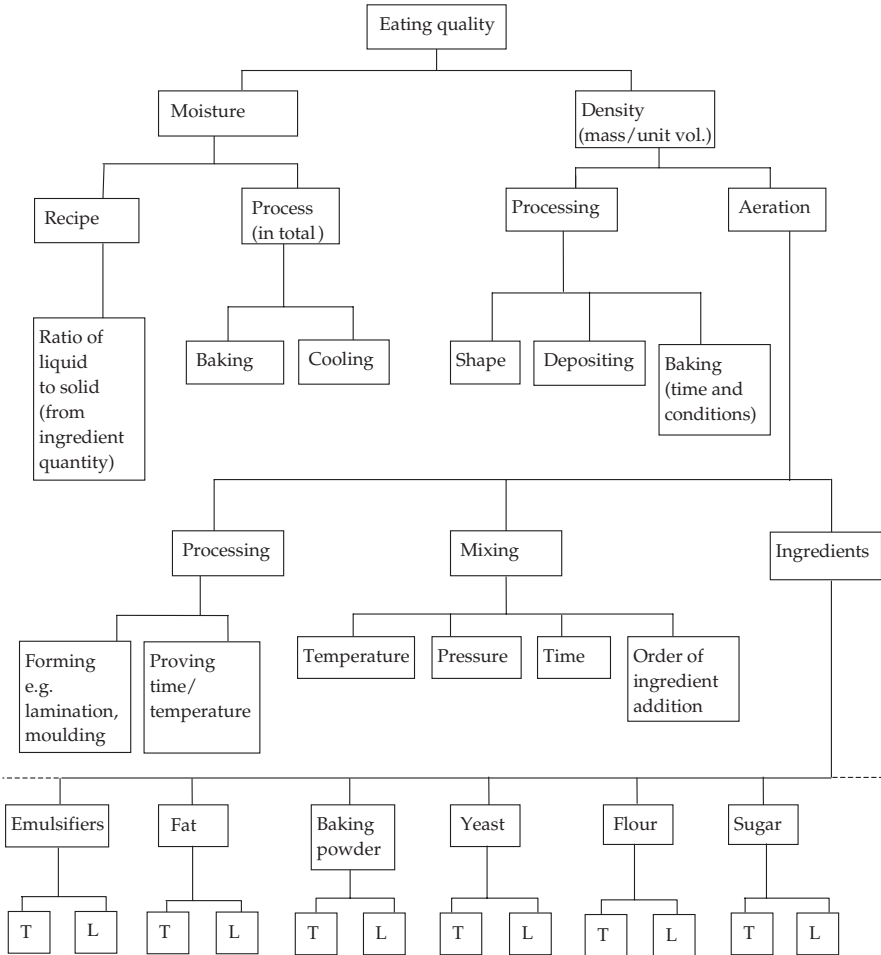 Eating quality
Moisture
Density
(mass/unit vol.)
Recipe
Process
(in total)
Processing
Aeration
Ratio of
liquid
to solid
(from
ingredient
quantity)
Baking
Cooling
Shape
Depositing
Baking
(time and
conditions)
Processing
Mixing
Ingredients
Forming
e.g.
lamination,
moulding
Proving
time/
temperature
Temperature
Pressure
Time
Order of
ingredient
addition
Emulsifiers
Fat
Baking
powder
Yeast
Flour
Sugar
T
L
T
L
T
L
T
L
T
L
T
L